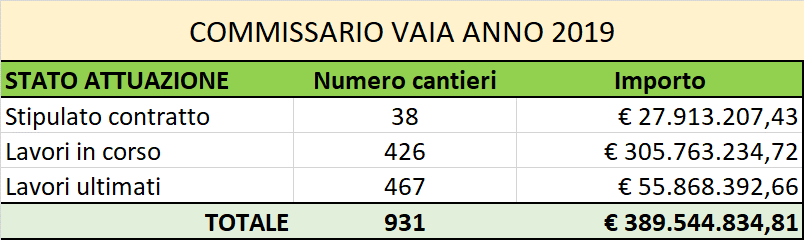 COMMISSARIO VAIA ANNO 2019
STATO ATTUAZIONE Numero cantieri Importo
Stipulato contratto 38 € 27.913.207,43
Lavori in corso 426 € 305.763.234,72
Lavori ultimati 467 € 55.868.392,66
TOTALE 931 € 389.544.834,81